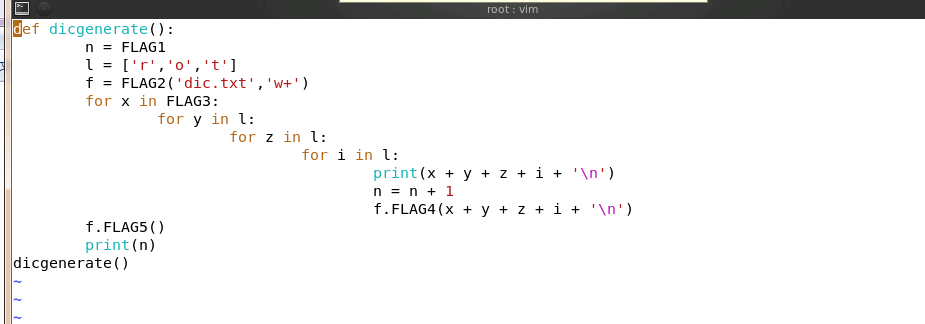 root : vim
def dicgenerate():
        n = FLAG1
        l = ['r','o','t']
        f = FLAG2('dic.txt','w+')
        for x in FLAG3:
                for y in l:
                        for z in l:
                                for i in l:
                                        print(x + y + z + i + '\n')
                                        n = n + 1
                                        f.FLAG4(x + y + z + i + '\n')
        f.FLAG5()
        print(n)
dicgenerate()
~
~
~